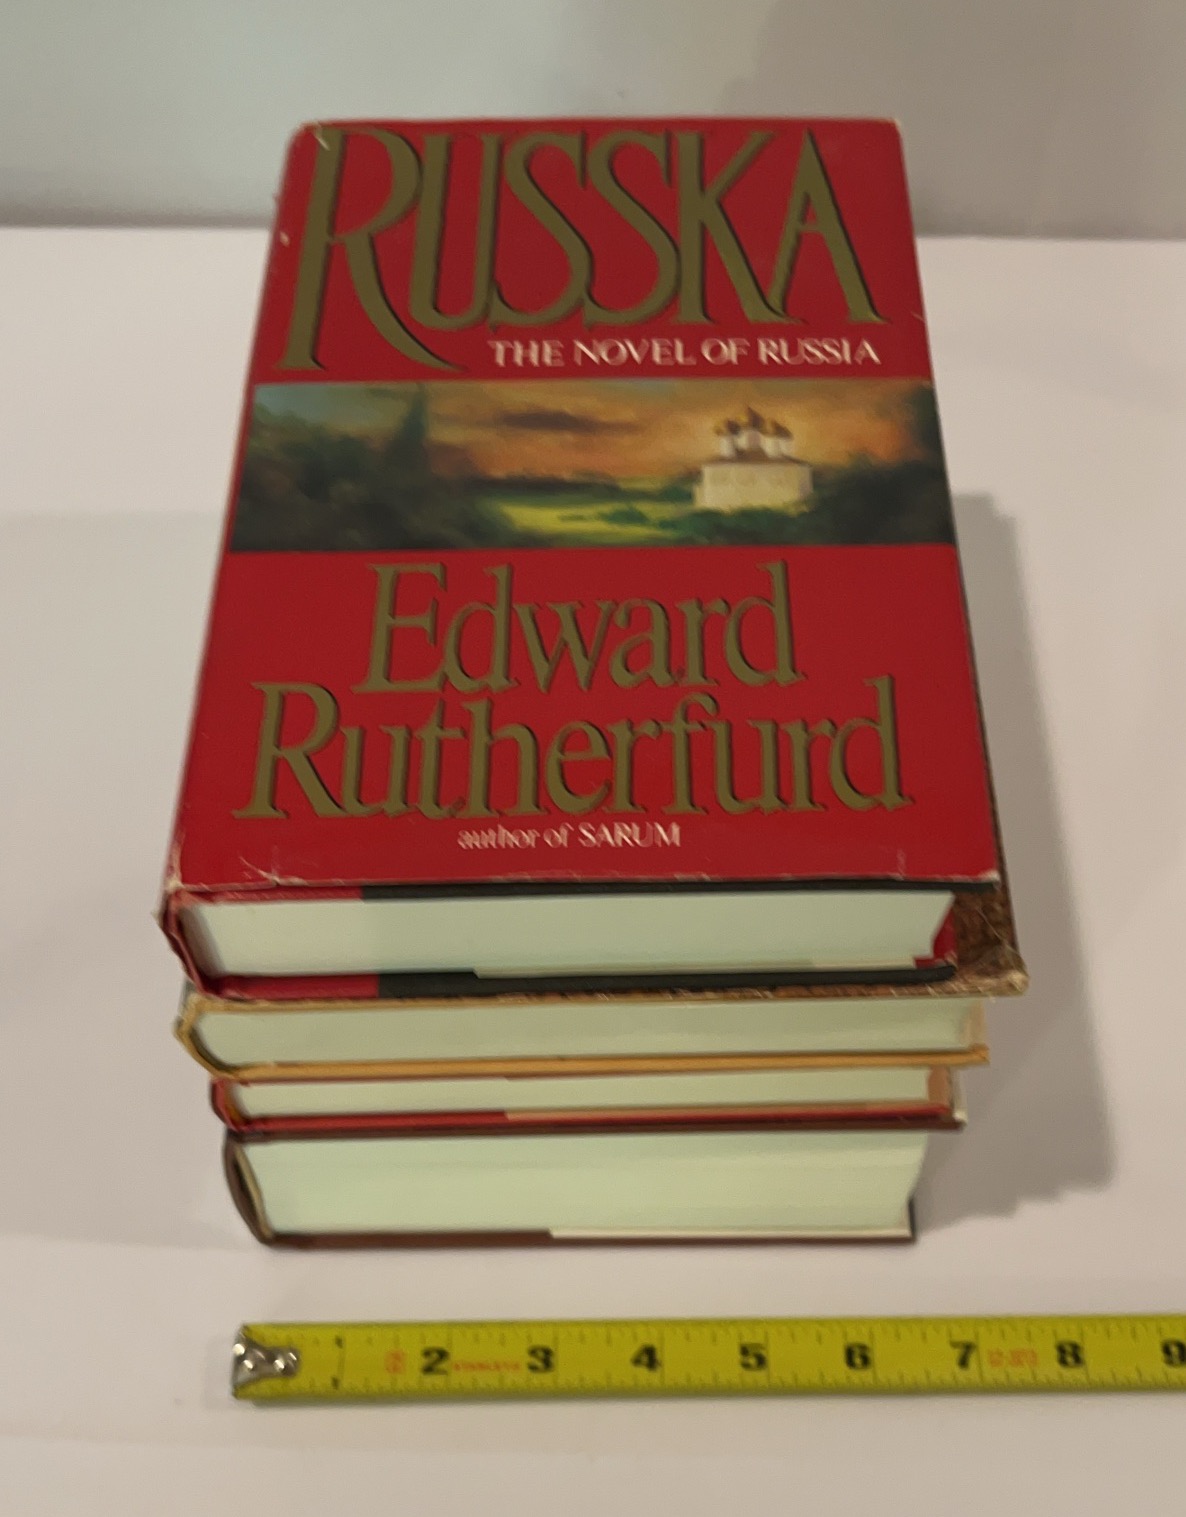 RUSSKA
THE NOVEL OF RUSSIA
Edward
Rutherfurd
author of SARUM
2 3 4 5 6 7 8 9